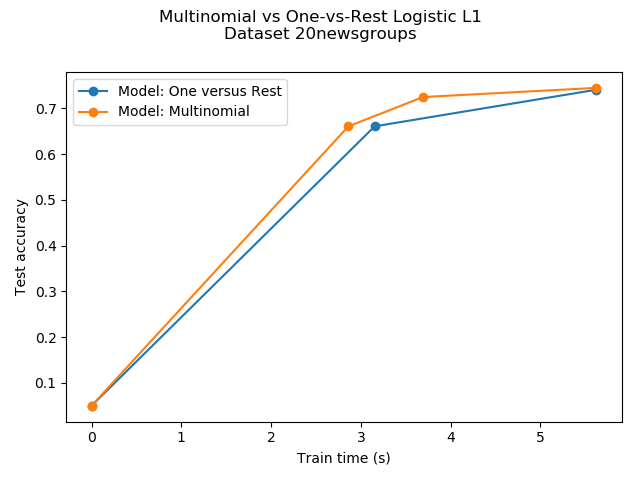 Multinomial vs One-vs-Rest Logistic L1
Dataset 20newsgroups
Model: One versus Rest
Model: Multinomial
Test accuracy
0.7
0.6
0.5
0.4
0.3
0.2
0.1
0 1 2 3 4 5
Train time (s)